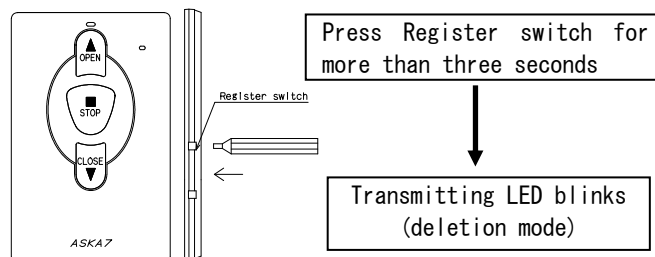 OPEN
STOP
CLOSE
ASKA7
Register switch
Press Register switch for
more than three seconds
Transmitting LED blinks
(deletion mode)